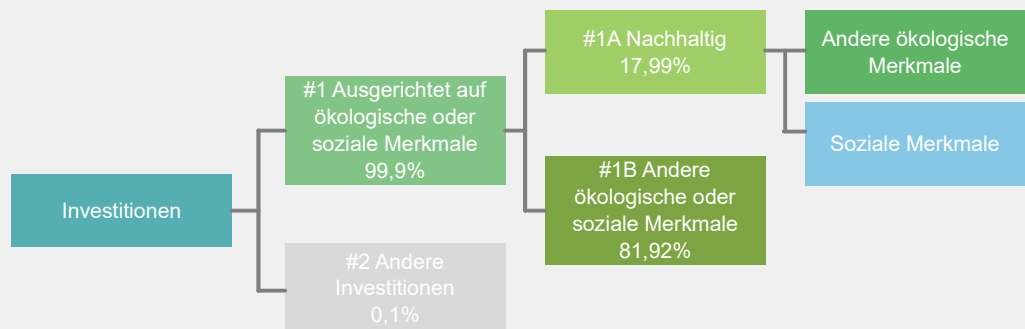 Investitionen
#1 Ausgerichtet auf
ökologische oder
soziale Merkmale
99,9%
#2 Andere
Investitionen
0,1%
#1A Nachhaltig
17,99%
#1B Andere
ökologische oder
soziale Merkmale
81,92%
Andere ökologische
Merkmale
Soziale Merkmale